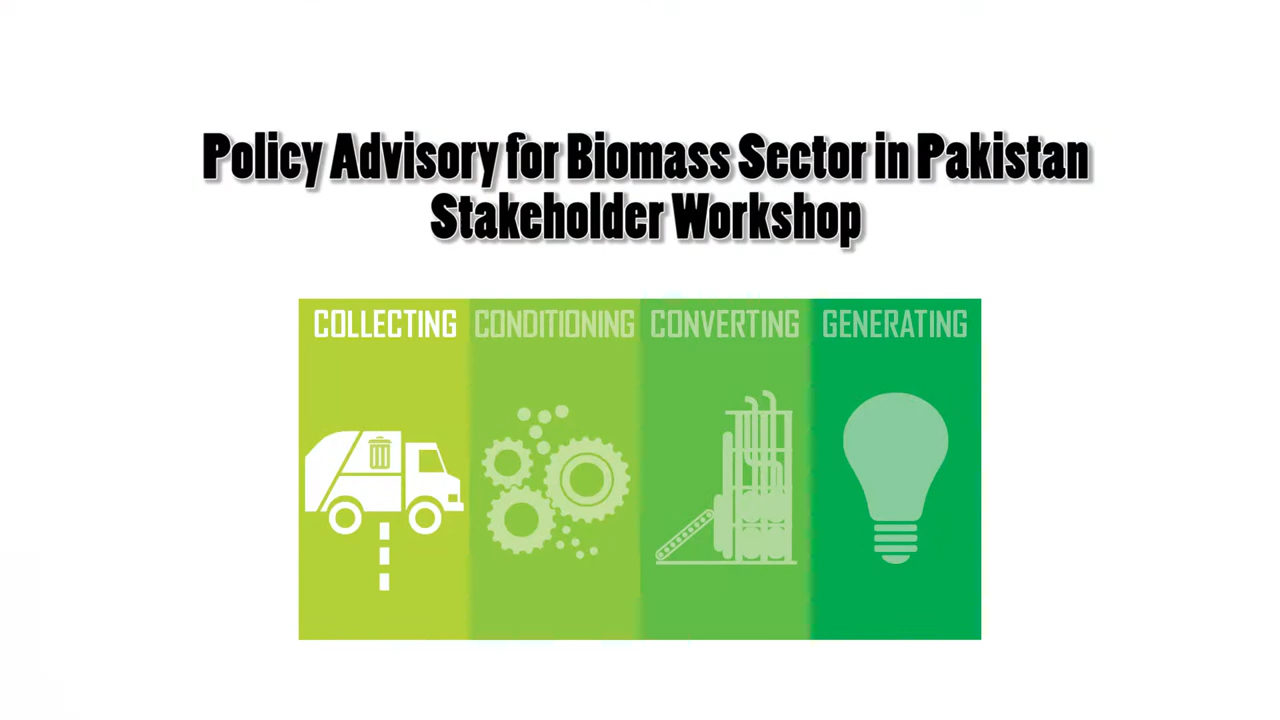 Policy Advisory for Biomass Sector in Pakistan
Stakeholder Workshop
COLLECTING CONDITIONING CONVERTING GENERATING